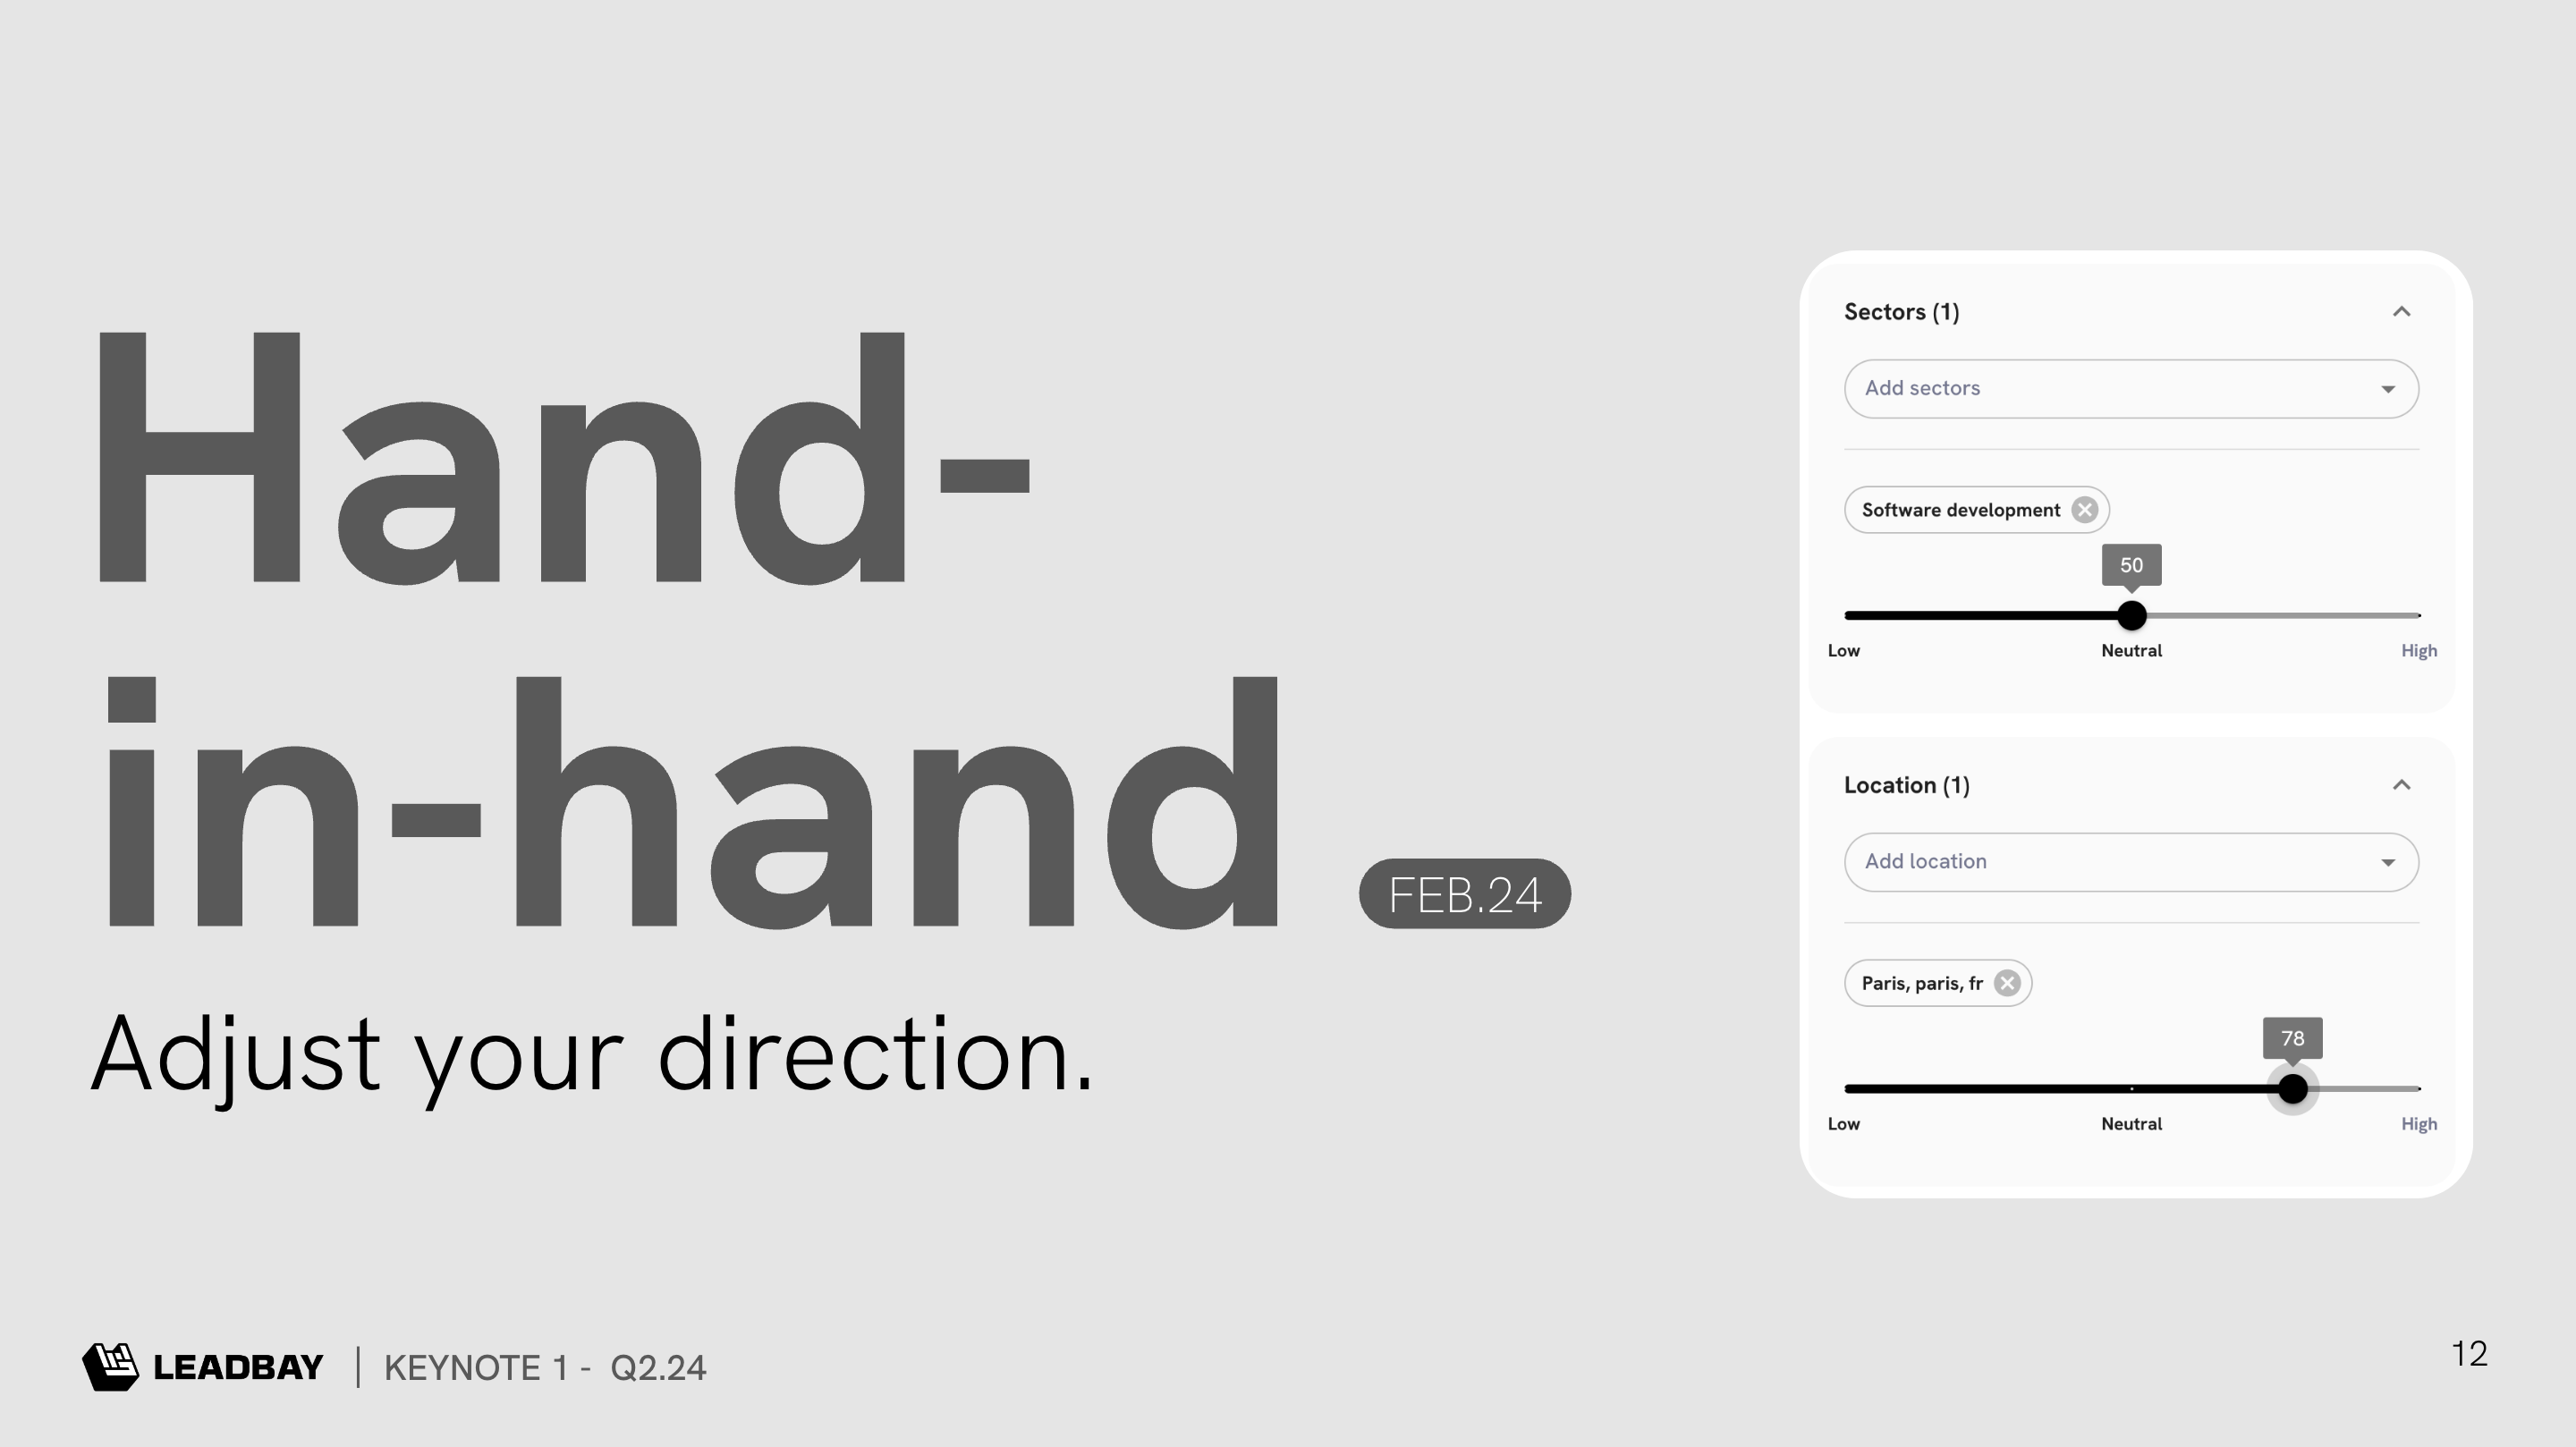 Hand-
in-hand
FEB.24
Adjust your direction.
Sectors (1)
Add sectors
Software development
50
Low Neutral High
Location (1)
Add location
Paris, paris, fr
78
Low Neutral High
LEADBAY | KEYNOTE 1 - Q2.24
12